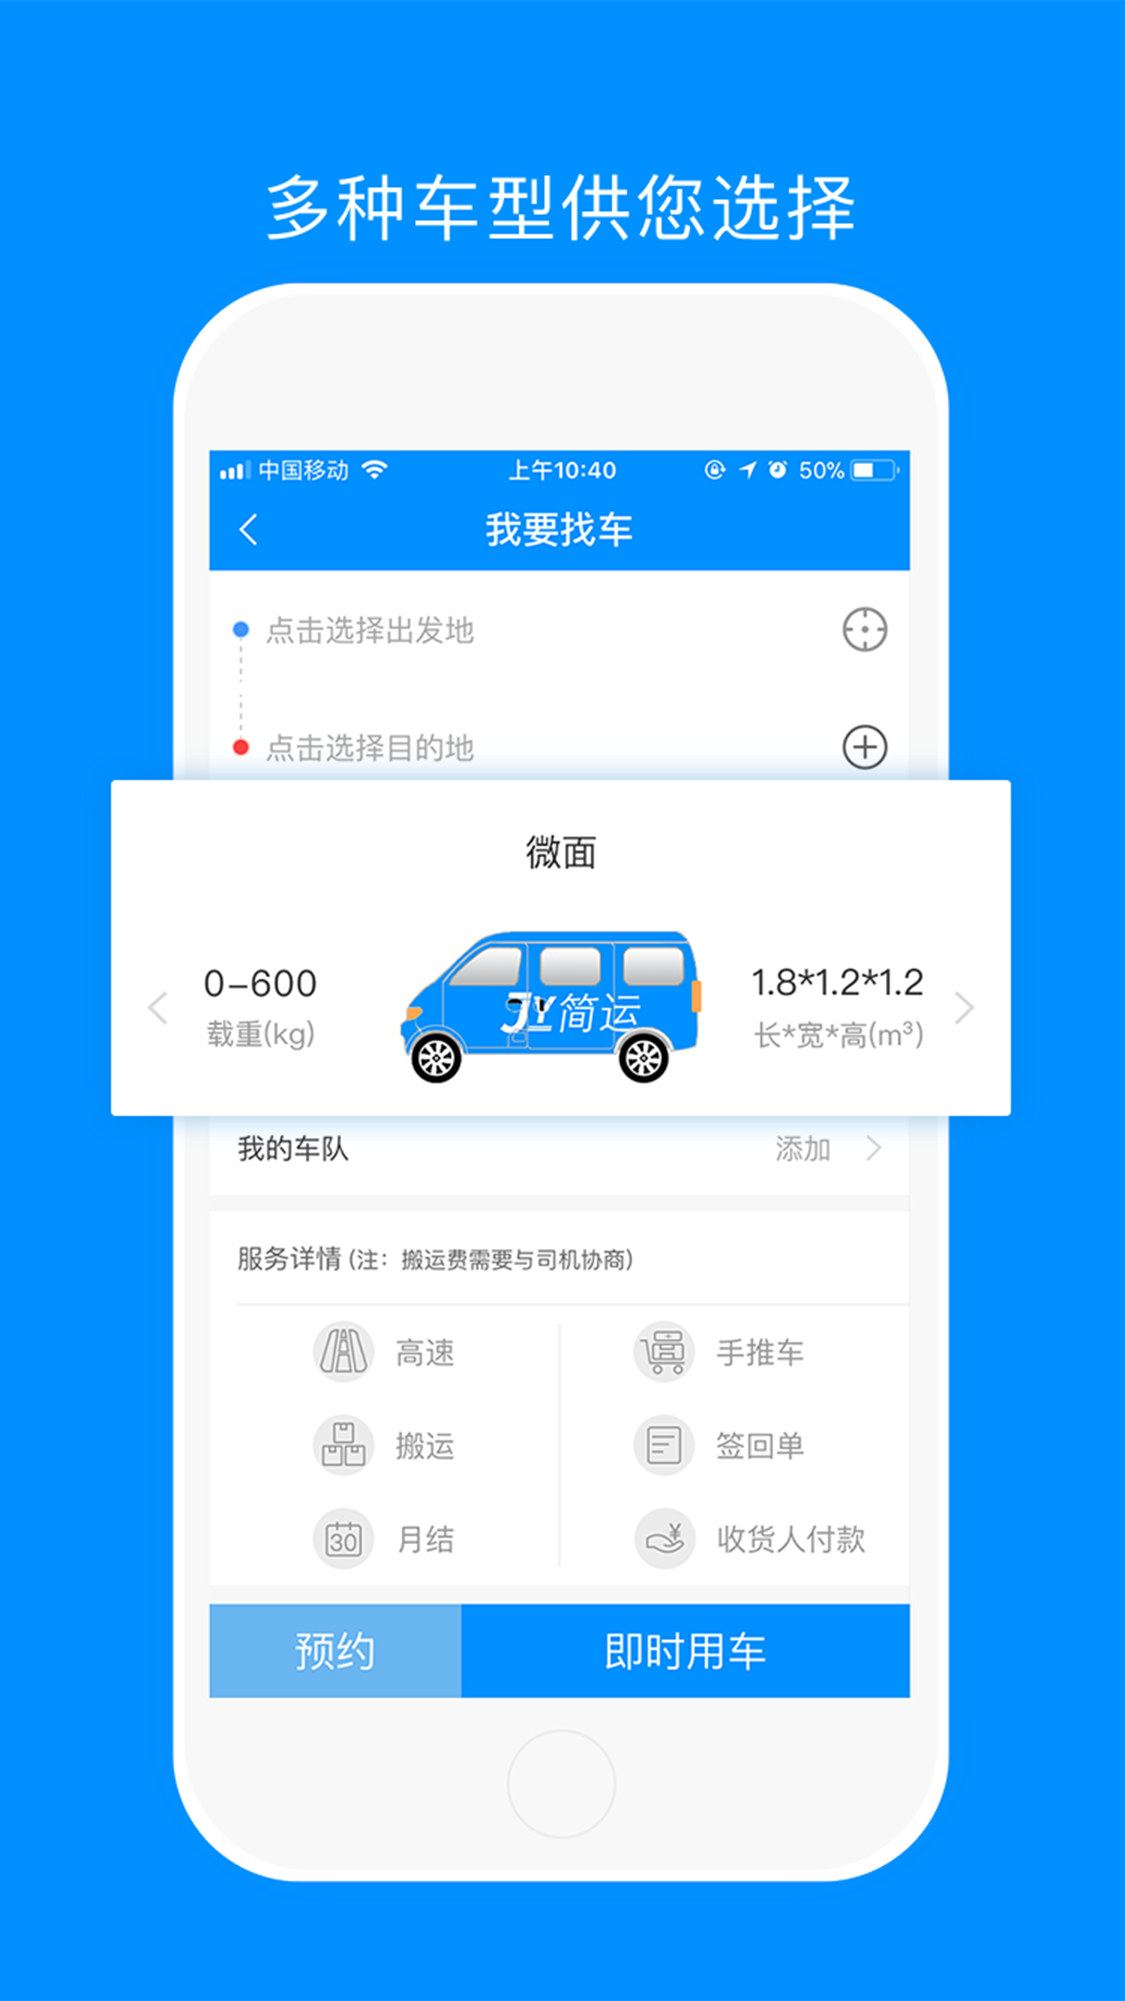 多种车型供您选择
中国移动 上午10:40 50%
我要找车
点击选择出发地
点击选择目的地
微面
0-600 1.8*1.2*1.2
载重(kg) 长*宽*高(m³)
JY简运
我的车队 添加
服务详情(注：搬运费需要与司机协商)
高速 手推车
搬运 签回单
30 月结 ¥ 收货人付款
预约 即时用车